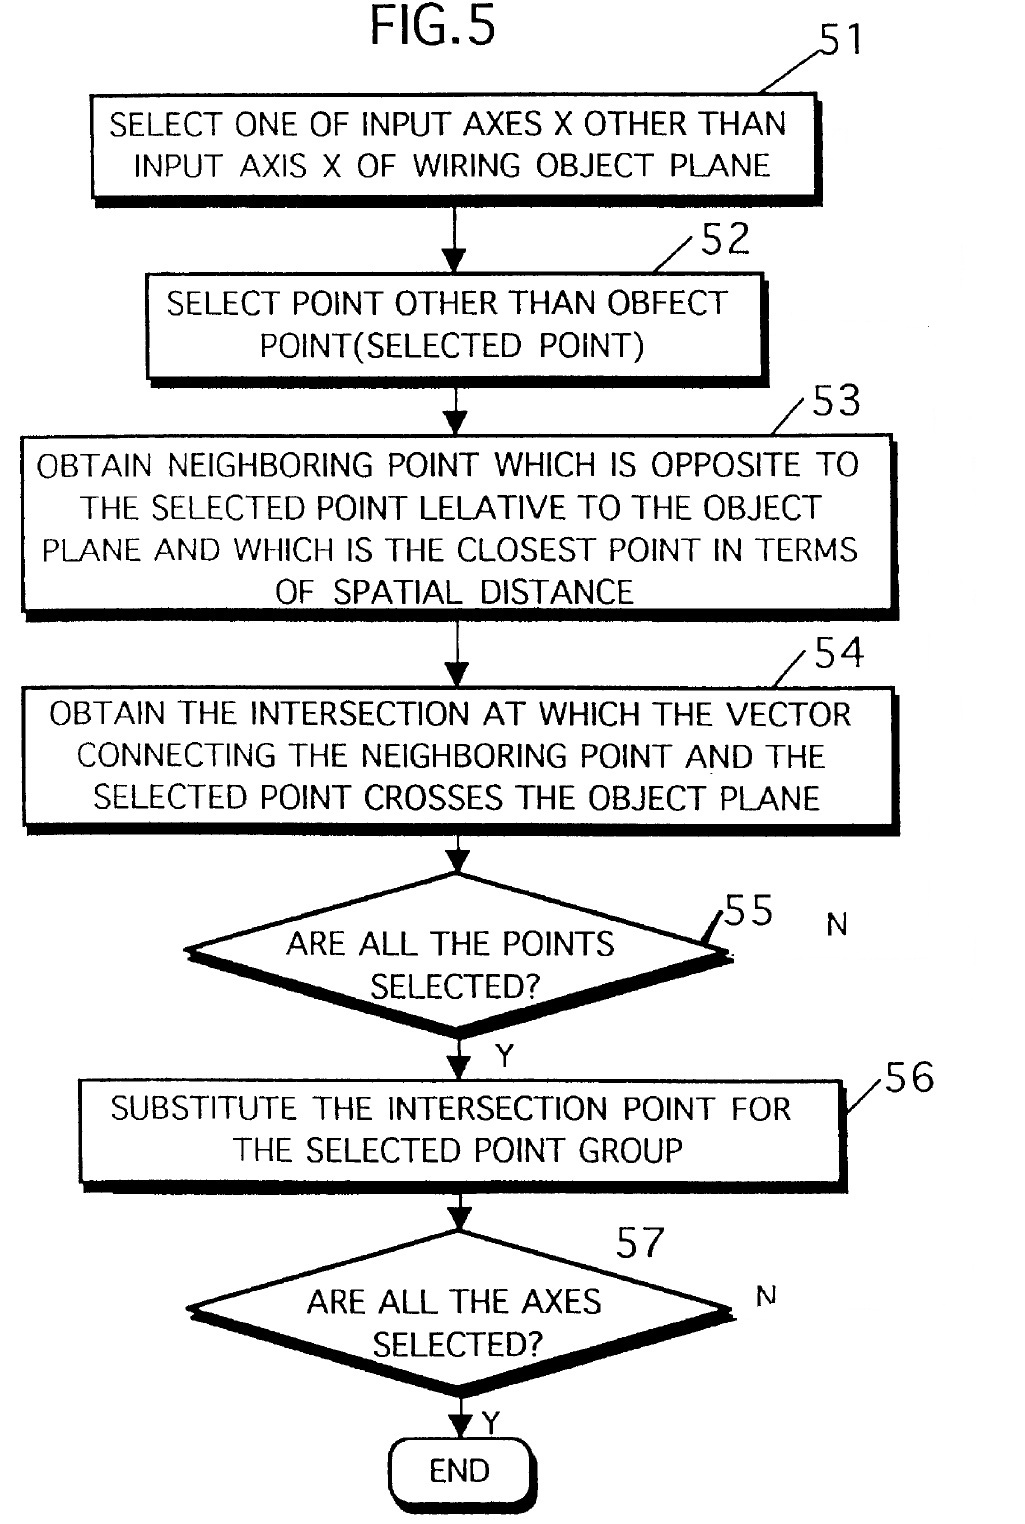 FIG.5
51
SELECT ONE OF INPUT AXES X OTHER THAN
INPUT AXIS X OF WIRING OBJECT PLANE
52
SELECT POINT OTHER THAN OBFECT
POINT(SELECTED POINT)
53
OBTAIN NEIGHBORING POINT WHICH IS OPPOSITE TO
THE SELECTED POINT LELATIVE TO THE OBJECT
PLANE AND WHICH IS THE CLOSEST POINT IN TERMS
OF SPATIAL DISTANCE
54
OBTAIN THE INTERSECTION AT WHICH THE VECTOR
CONNECTING THE NEIGHBORING POINT AND THE
SELECTED POINT CROSSES THE OBJECT PLANE
55
N
ARE ALL THE POINTS
SELECTED?
Y
56
SUBSTITUTE THE INTERSECTION POINT FOR
THE SELECTED POINT GROUP
57
N
ARE ALL THE AXES
SELECTED?
Y
END